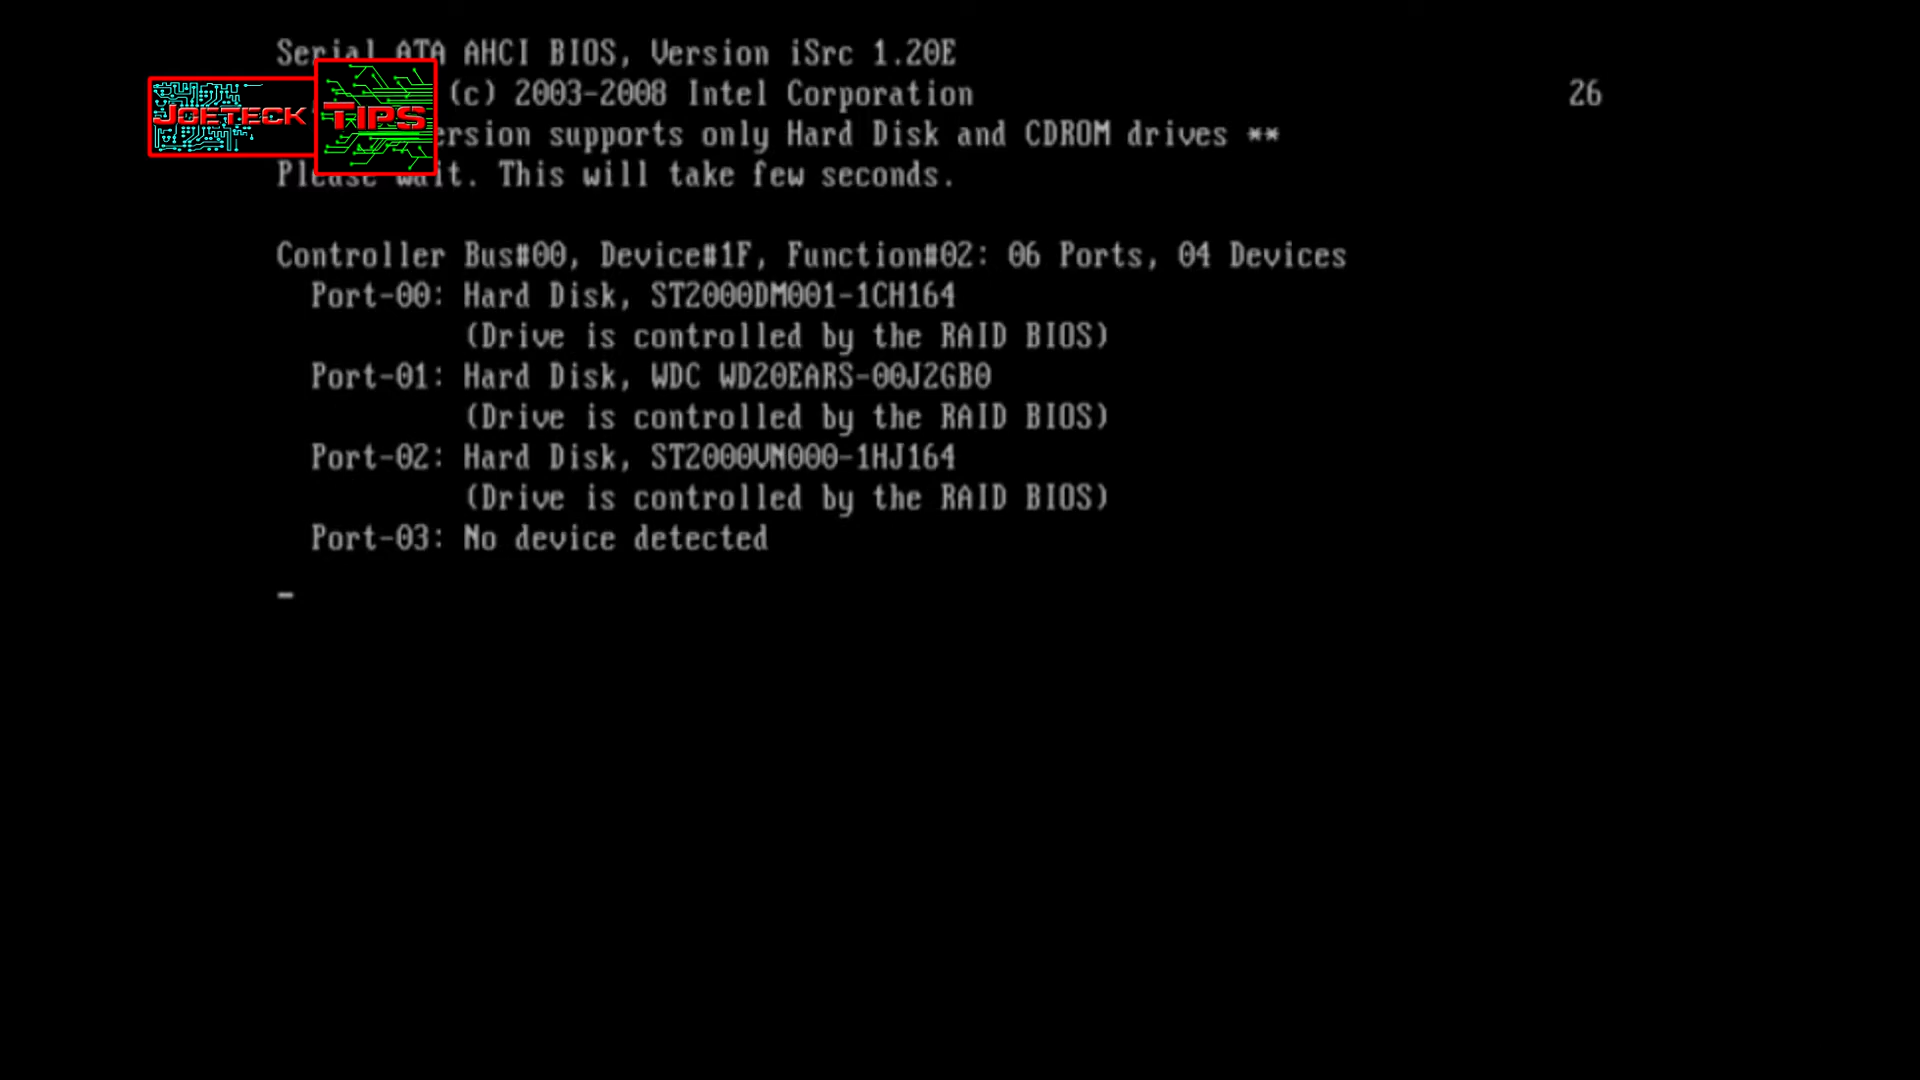 Serial ATA AHCI BIOS, Version iSrc 1.20E
(c) 2003-2008 Intel Corporation 26
JOETECK TIPS
ersion supports only Hard Disk and CDROM drives **
Please wait. This will take few seconds.
Controller Bus#00, Device#1F, Function#02: 06 Ports, 04 Devices
Port-00: Hard Disk, ST2000DM001-1CH164
(Drive is controlled by the RAID BIOS)
Port-01: Hard Disk, WDC WD20EARS-00J2GB0
(Drive is controlled by the RAID BIOS)
Port-02: Hard Disk, ST2000VN000-1HJ164
(Drive is controlled by the RAID BIOS)
Port-03: No device detected